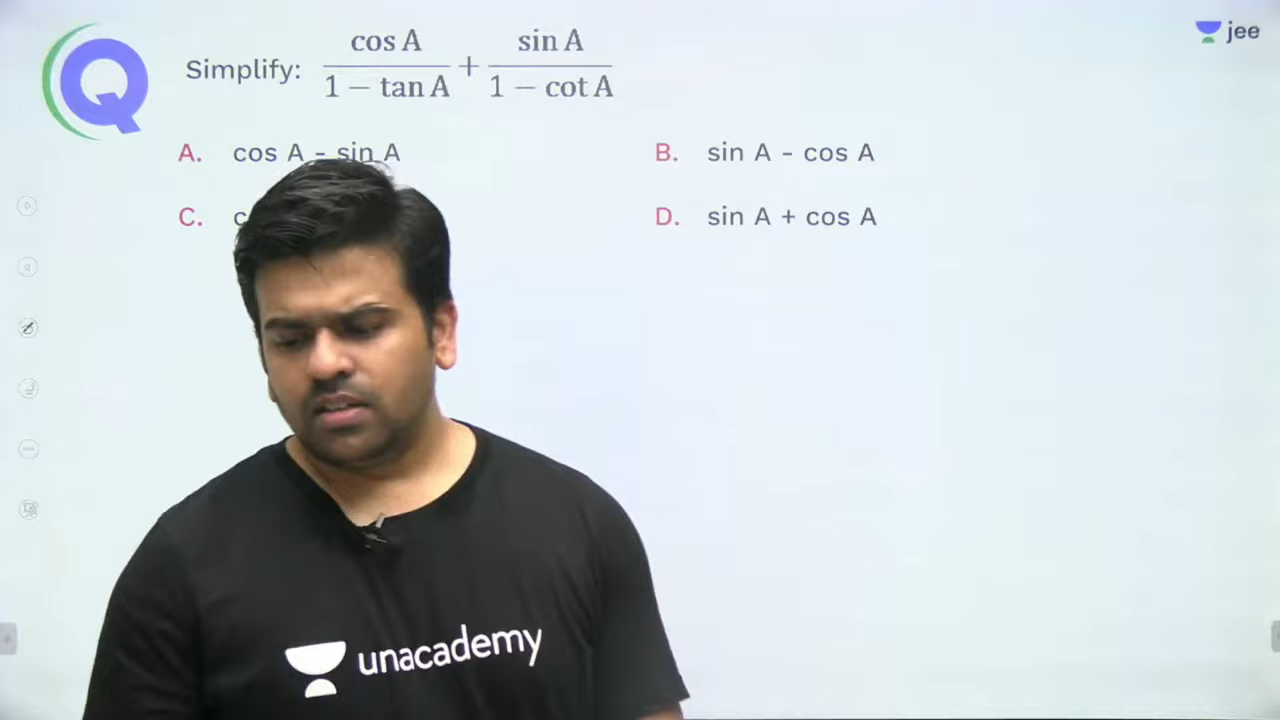 jee
Simplify: cos A / (1 − tan A) + sin A / (1 − cot A)
A. cos A - sin A
B. sin A - cos A
C.
D. sin A + cos A
unacademy